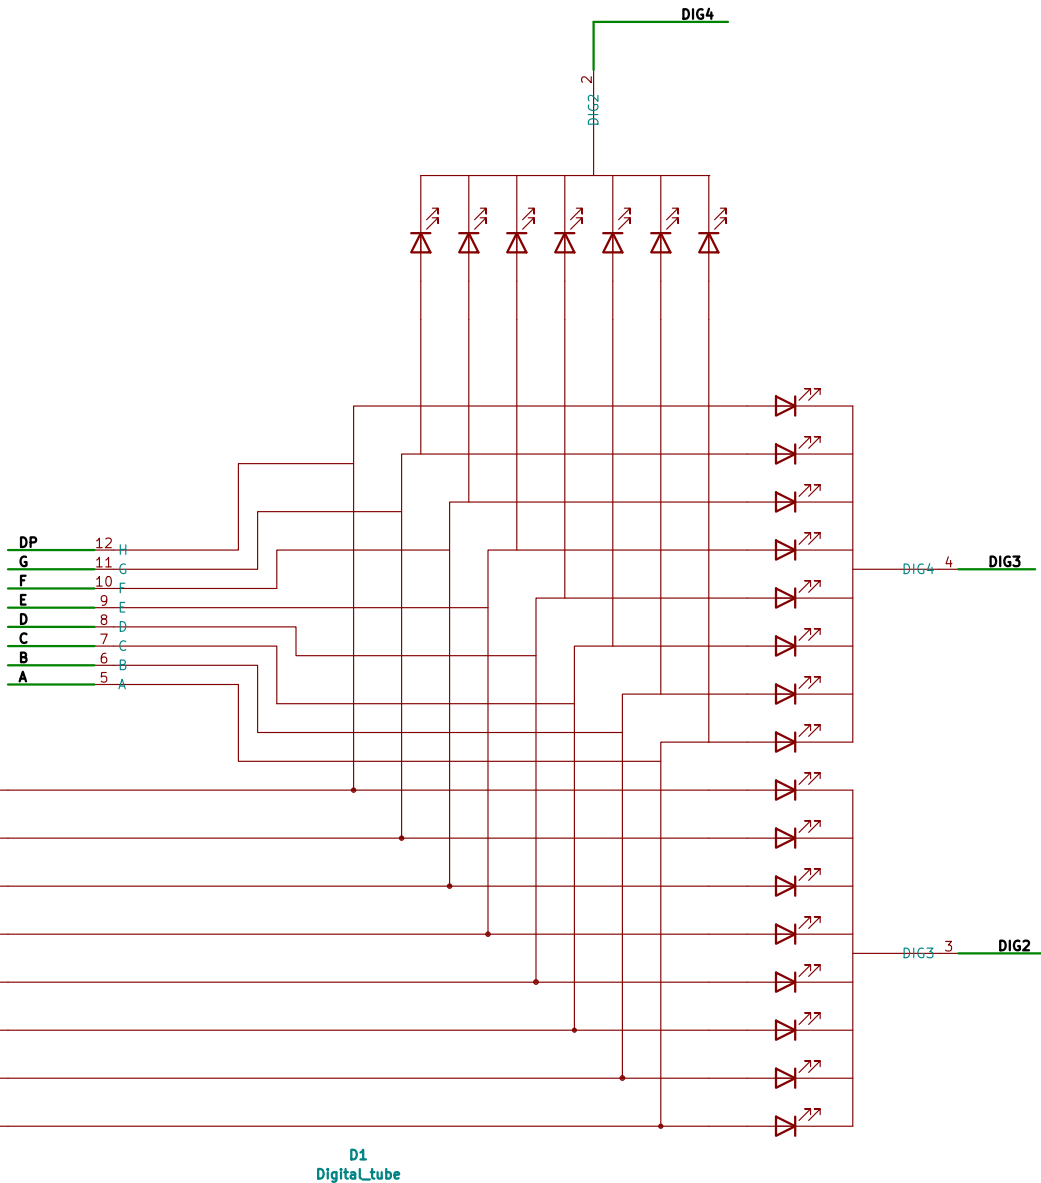 DIG4
2
DIG2
DP 12 H
G 11 G
F 10 F
E 9 E
D 8 D
C 7 C
B 6 B
A 5 A
DIG4 4 DIG3
DIG3 3 DIG2
D1
Digital_tube